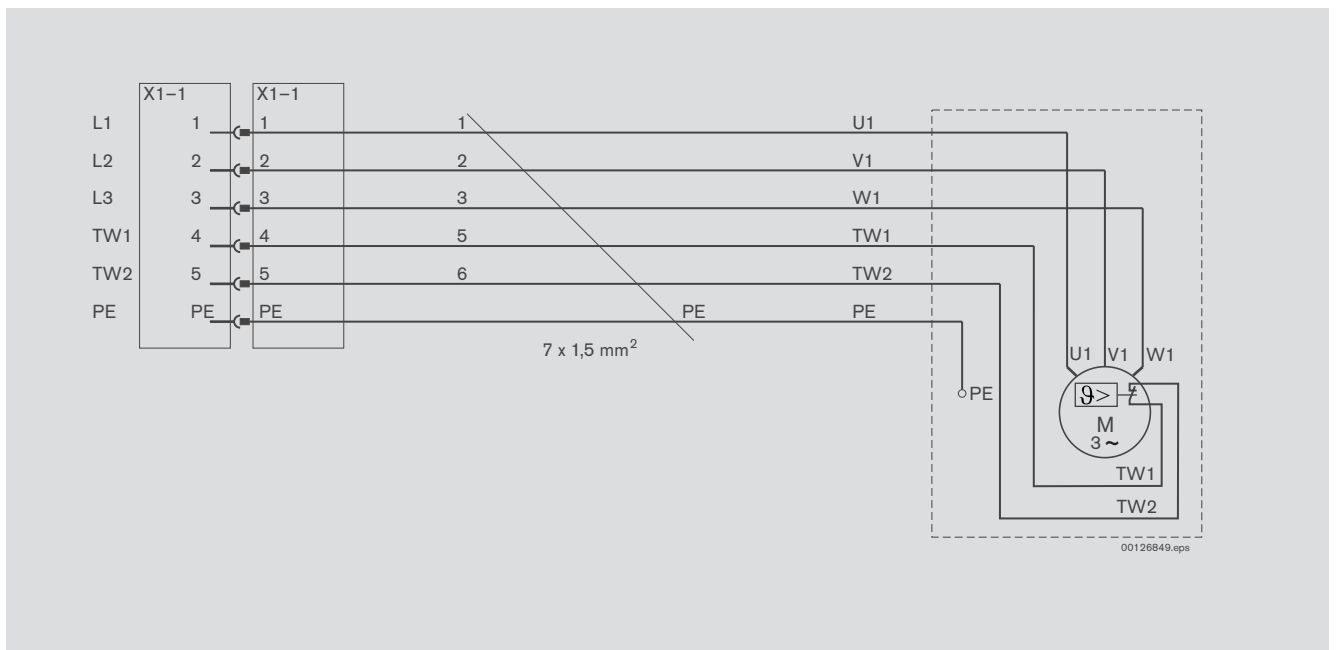 X1–1 X1–1
L1 1 1 1 U1
L2 2 2 2 V1
L3 3 3 3 W1
TW1 4 4 5 TW1
TW2 5 5 6 TW2
PE PE PE PE PE
7 x 1,5 mm²
U1 V1 W1
PE
ϑ>
M
3 ~
TW1
TW2
00126849.eps